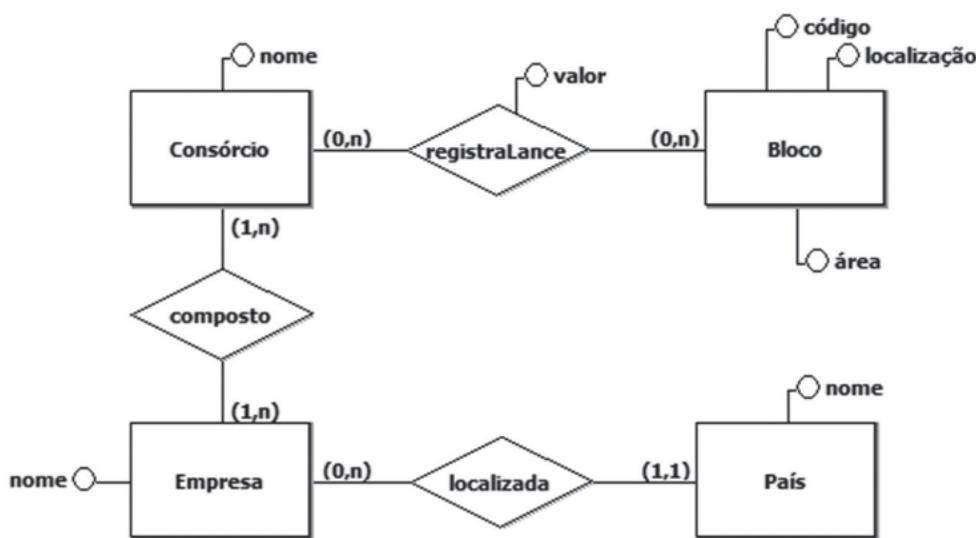 código
nome
localização
valor
Consórcio
(0,n)
registraLance
(0,n)
Bloco
(1,n)
área
composto
nome
(1,n)
nome
Empresa
(0,n)
localizada
(1,1)
País